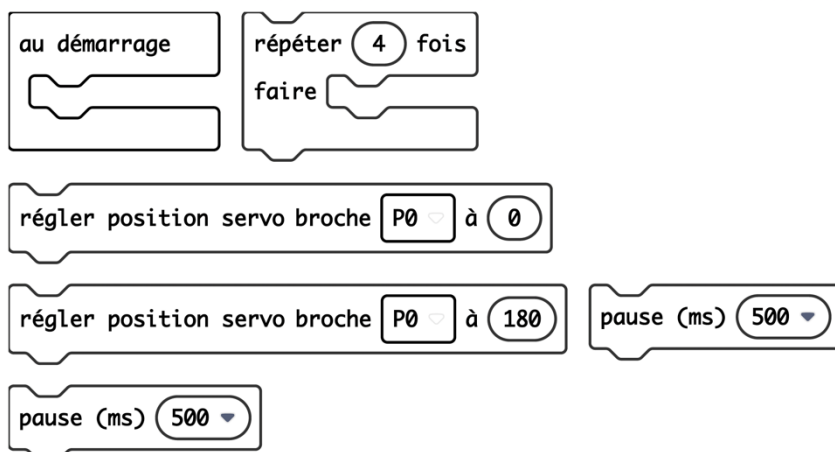 au démarrage
répéter 4 fois
faire
régler position servo broche P0 à 0
régler position servo broche P0 à 180
pause (ms) 500
pause (ms) 500